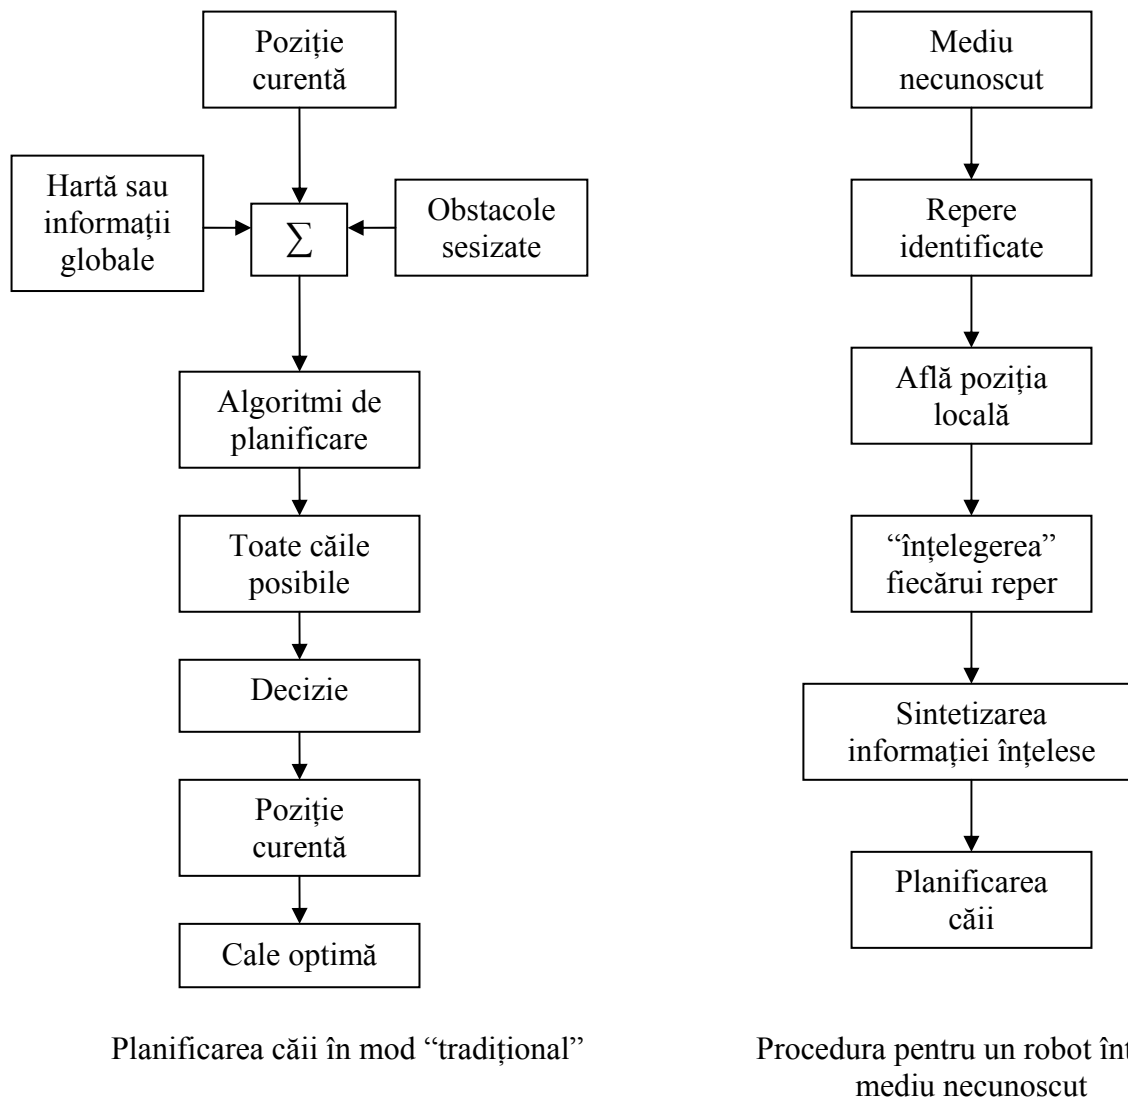 Poziție
curentă
Hartă sau
informații
globale
∑
Obstacole
sesizate
Algoritmi de
planificare
Toate căile
posibile
Decizie
Poziție
curentă
Cale optimă
Planificarea căii în mod “tradițional”
Mediu
necunoscut
Repere
identificate
Află poziția
locală
“înțelegerea”
fiecărui reper
Sintetizarea
informației înțelese
Planificarea
căii
Procedura pentru un robot
mediu necunoscut